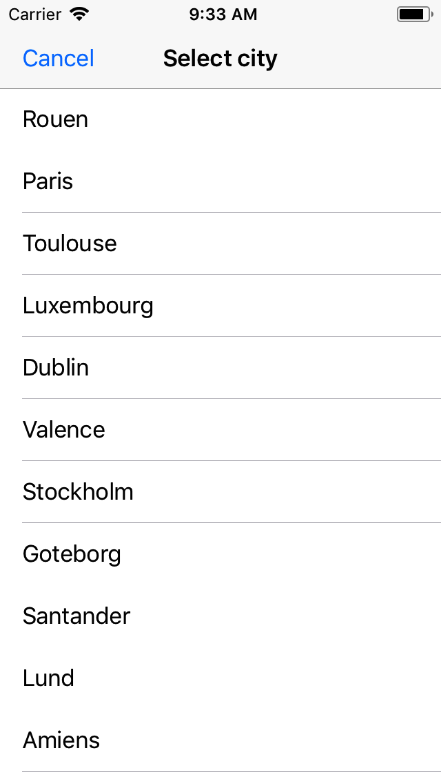 Carrier 9:33 AM
Cancel Select city
Rouen
Paris
Toulouse
Luxembourg
Dublin
Valence
Stockholm
Goteborg
Santander
Lund
Amiens